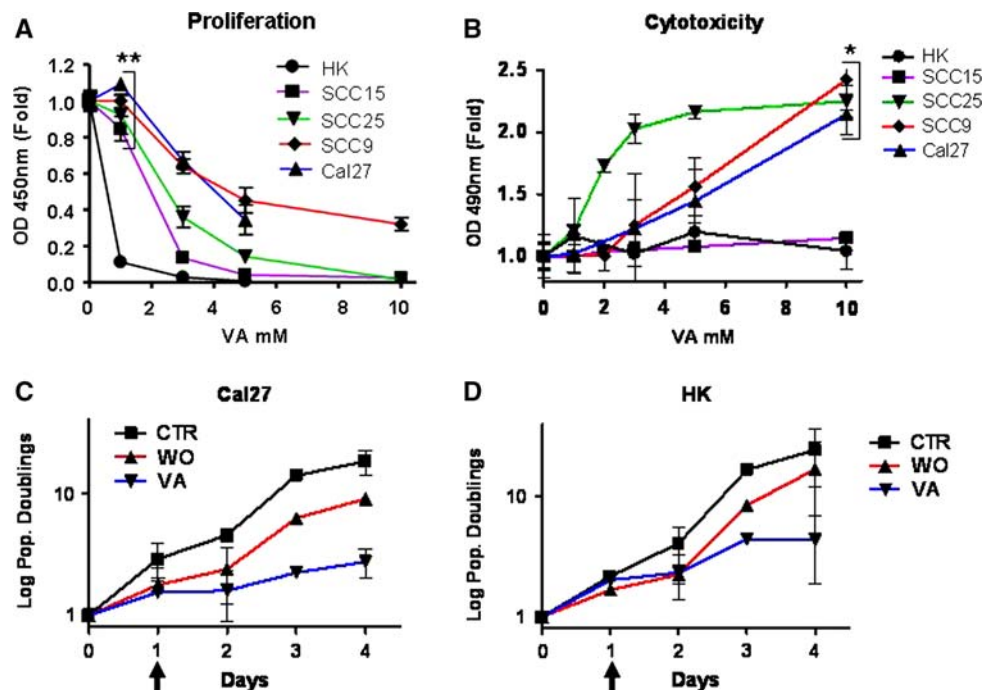 A
Proliferation
**
HK
SCC15
SCC25
SCC9
Cal27
OD 450nm (Fold)
1.2
1.0
0.8
0.6
0.4
0.2
0.0
0 2 4 6 8 10
VA mM
B
Cytotoxicity
*
HK
SCC15
SCC25
SCC9
Cal27
OD 490nm (Fold)
2.5
2.0
1.5
1.0
0 2 4 6 8 10
VA mM
C
Cal27
CTR
WO
VA
Log Pop. Doublings
10
1
0 1 2 3 4
Days
D
HK
CTR
WO
VA
Log Pop. Doublings
10
1
0 1 2 3 4
Days